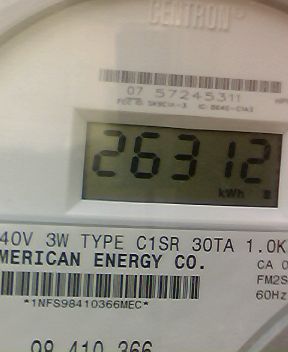 CENTRON®
07 57245311
26312
kWh
40V 3W TYPE C1SR 30TA 1.0K
MERICAN ENERGY CO.
CA 0
FM2S
60Hz
*1NFS98410366MEC*
98 410 366